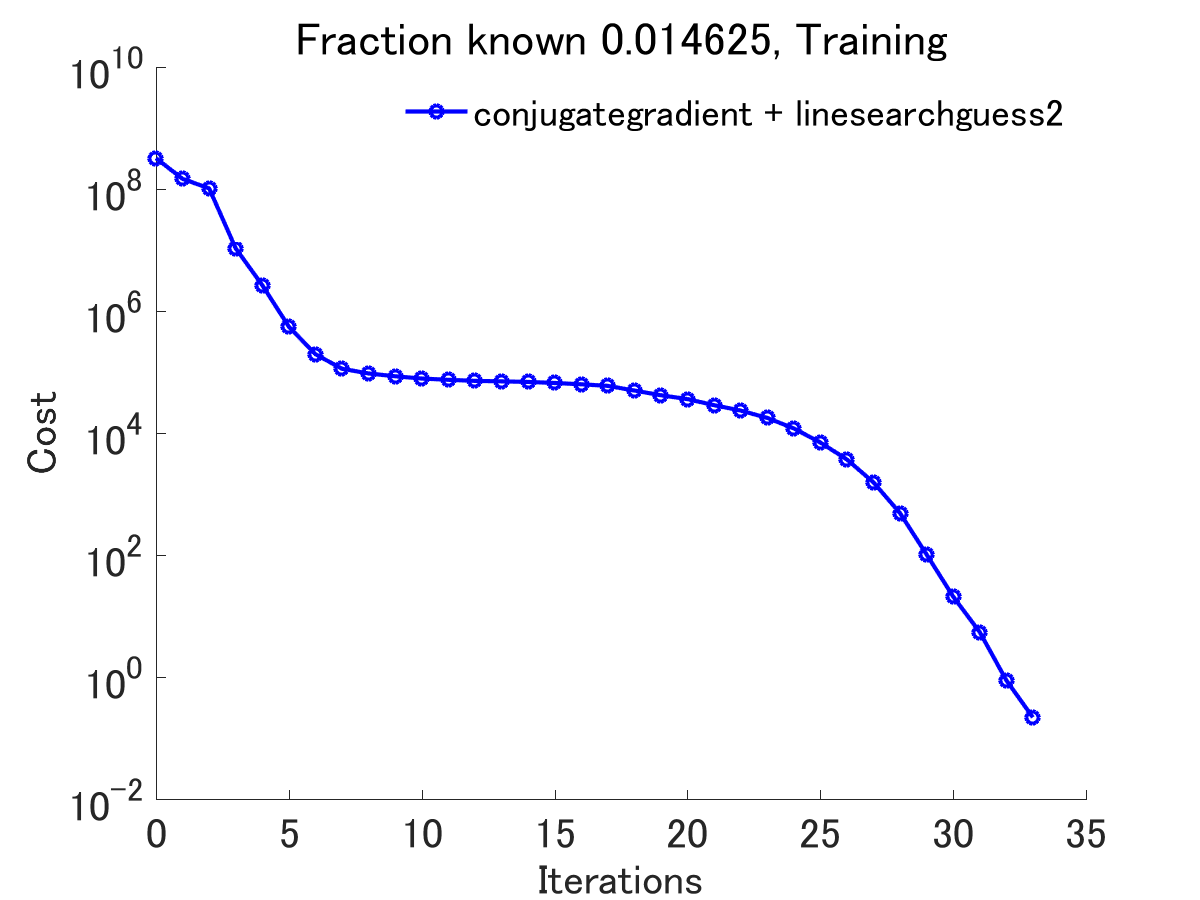 Fraction known 0.014625, Training
conjugategradient + linesearchguess2
10^10
10^8
10^6
10^4
10^2
10^0
10^-2
Cost
0 5 10 15 20 25 30 35
Iterations